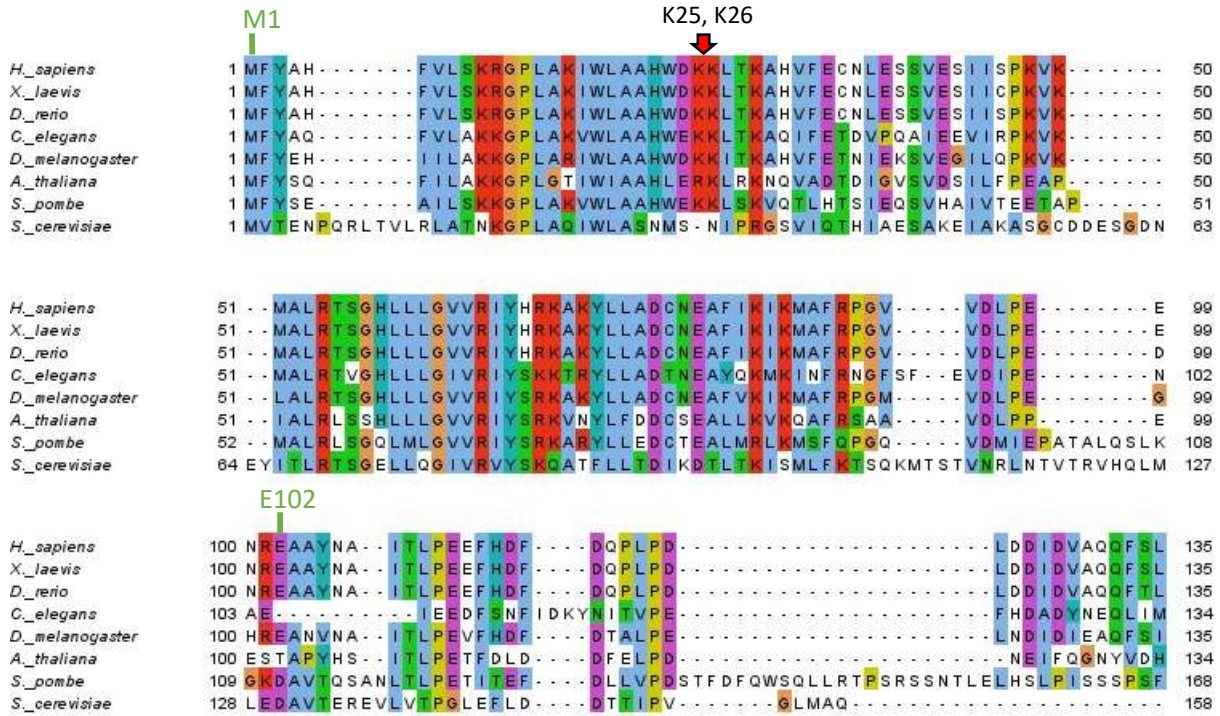 M1
K25, K26
H._sapiens 1 MFYAH-------FVLSKRGPLAKIWLAAHWDKKLTKAHVFECNLESSVESIISPKVK------- 50
X._laevis 1 MFYAH-------FVLSKRGPLAKIWLAAHWDKKLTKAHVFECNLESSVESIICPKVK------- 50
D._rerio 1 MFYAH-------FVLSKRGPLAKIWLAAHWDKKLTKAHVFECNLESSVESIISPKVK------- 50
C._elegans 1 MFYAQ-------FVLAKKGPLAKVWLAAHWEKKLTKAQIFETDVPQAIEEVIRPKVK------- 50
D._melanogaster 1 MFYEH-------IILAKKGPLARIWLAAHWDKKITKAHVFETNIEKSVEGILQPKVK------- 50
A._thaliana 1 MFYSQ-------FILAKKGPLGTIWIAAHLERKLRKNQVADTDIGVSVDSILFPEAP------- 50
S._pombe 1 MFYSE-------AILSKKGPLAKVWLAAHWEKKLSKVQTLHTSIEQSVHAIVTEETAP------ 51
S._cerevisiae 1 MVTENPQRLTVLRLATNKGPLAQIWLASNMS-NIPRGSVIQTHIAESAKEIAKASGCDDESGDN 63
H._sapiens 51 --MALRTSGHLLLGVVRIYHRKAKYLLADCNEAFIKIKMAFRPGV-----VDLPE--------E 99
X._laevis 51 --MALRTSGHLLLGVVRIYHRKAKYLLADCNEAFIKIKMAFRPGV-----VDLPE--------E 99
D._rerio 51 --MALRTSGHLLLGVVRIYHRKAKYLLADCNEAFIKIKMAFRPGV-----VDLPE--------D 99
C._elegans 51 --MALRTVGHLLLGVVRIYSKKTRYLLADTNEAYQKMKINFRNGFSF--EVDIPE--------N 102
D._melanogaster 51 --LALRTSGHLLLGVVRIYSRKAKYLLADCNEAFVKIKMAFRPGM-----VDLPE--------G 99
A._thaliana 51 --IALRLSSHLLLGVVRIYSRKVNYLFDDCSEALLKVKQAFRSAA-----VDLPP--------E 99
S._pombe 52 --MALRLSGQLMLGVVRIYSRKARYLLEDCTEALMRLKMSFQPGQ-----VDMIEPATALQSLK 108
S._cerevisiae 64 EYITLRTSGELLQGIVRVYSKQATFLLTDIKDTLTKISMLFKTSQKMTSTVNRLNTVTRVHQLM 127
E102
H._sapiens 100 NREAAYNA--ITLPEEFHDF----DQPLPD----------------------LDDIDVAQQFSL 135
X._laevis 100 NREAAYNA--ITLPEEFHDF----DQPLPD----------------------LDDIDVAQQFSL 135
D._rerio 100 NREAAYNA--ITLPEEFHDF----DQPLPD----------------------LDDIDVAQQFTL 135
C._elegans 103 AE----------IEEDFSNFIDKYNITVPE----------------------FHDADYNEQLIM 134
D._melanogaster 100 HREANVNA--ITLPEVFHDF----DTALPE----------------------LNDIDIEAQFSI 135
A._thaliana 100 ESTAPYHS--ITLPETFDLD----DFELPD-----------------------NEIFQGNYVDH 134
S._pombe 109 GKDAVTQSANLTLPETITEF----DLLVPDSTFDFQWSQLLRTPSRSSNTLELHSLPISSSPSF 168
S._cerevisiae 128 LEDAVTEREVLVTPGLEFLD----DTTIPV------GLMAQ----------------------- 158